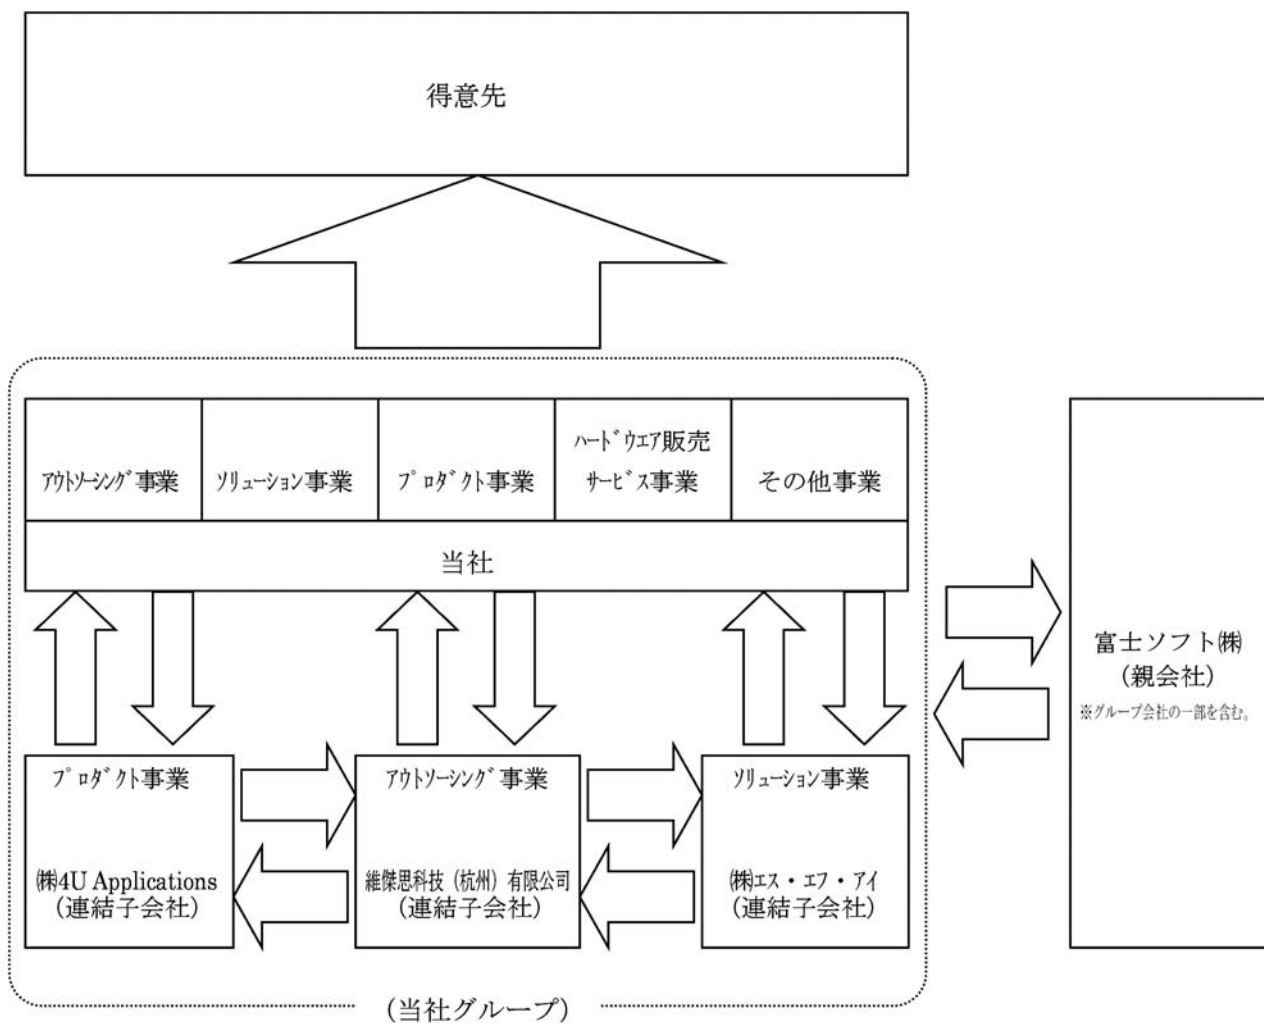 得意先
ｱｳﾄｿｰｼﾝｸﾞ事業
ｿﾘｭｰｼｮﾝ事業
ﾌﾟﾛﾀﾞｸﾄ事業
ﾊｰﾄﾞｳｴｱ販売
ｻｰﾋﾞｽ事業
その他事業
当社
富士ソフト㈱
(親会社)
※グループ会社の一部を含む。
ﾌﾟﾛﾀﾞｸﾄ事業
㈱4U Applications
(連結子会社)
ｱｳﾄｿｰｼﾝｸﾞ事業
維傑思科技（杭州）有限公司
(連結子会社)
ｿﾘｭｰｼｮﾝ事業
㈱エス・エフ・アイ
(連結子会社)
(当社グループ)